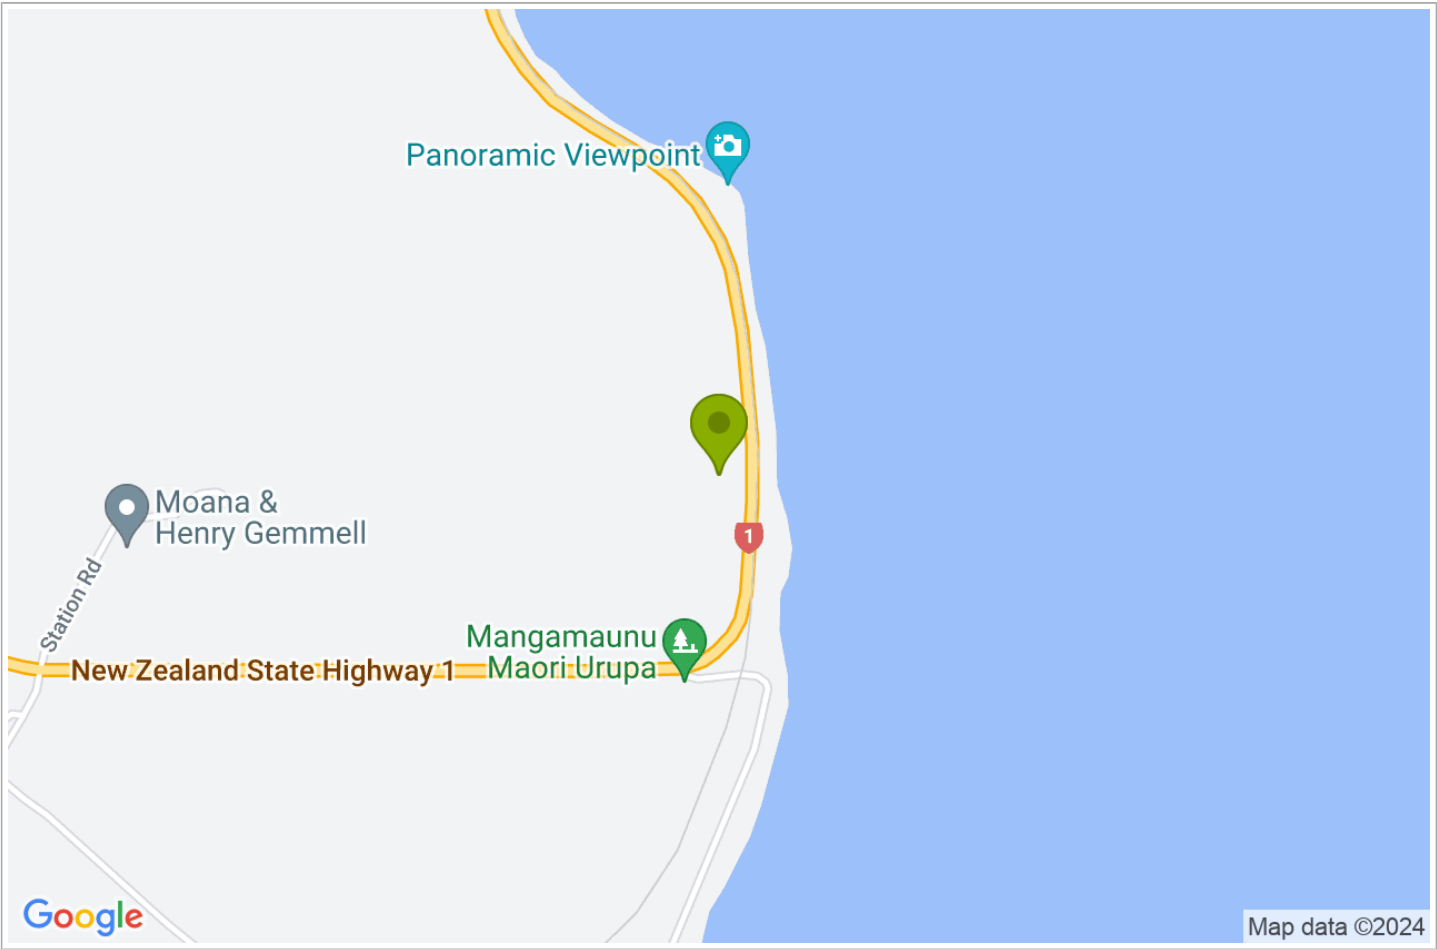 Panoramic Viewpoint
Moana &
Henry Gemmell
1
Station Rd
Mangamaunu
Maori Urupa
New Zealand State Highway 1
Google
Map data ©2024